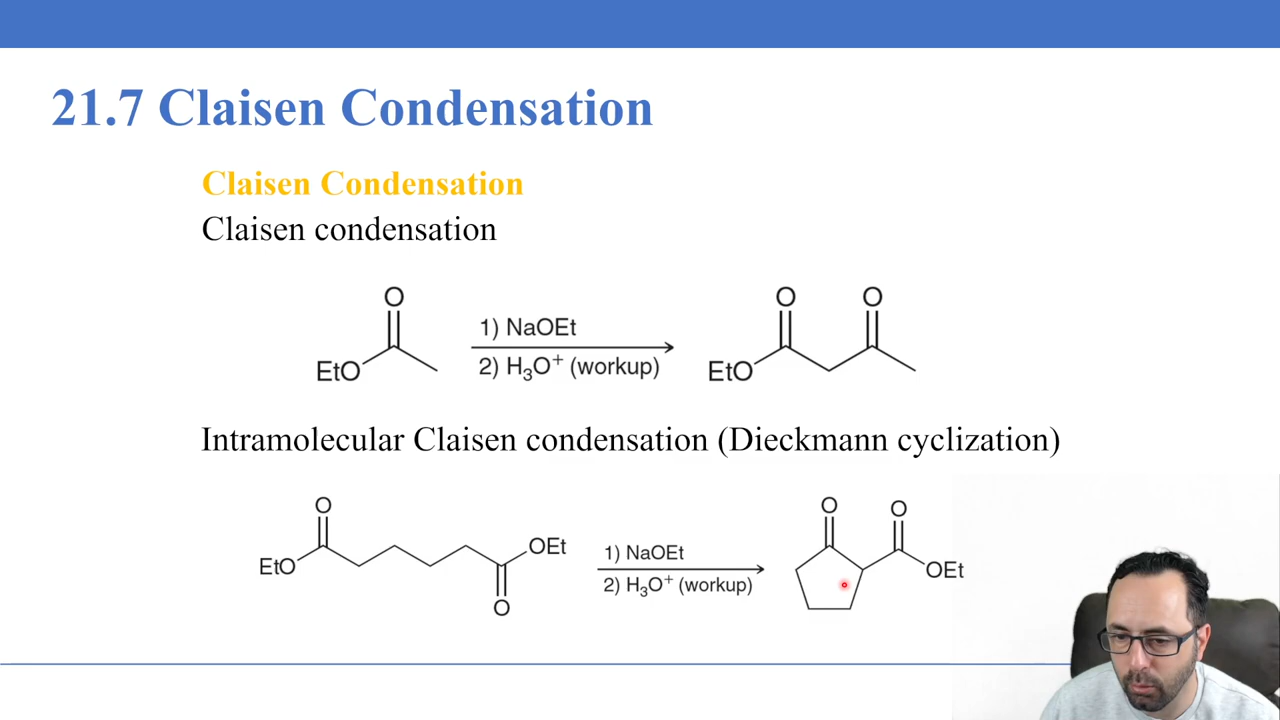 21.7 Claisen Condensation
Claisen Condensation
Claisen condensation
O
EtO
1) NaOEt
2) H₃O⁺ (workup)
O O
EtO
Intramolecular Claisen condensation (Dieckmann cyclization)
O
EtO
OEt
O
1) NaOEt
2) H₃O⁺ (workup)
O O
OEt